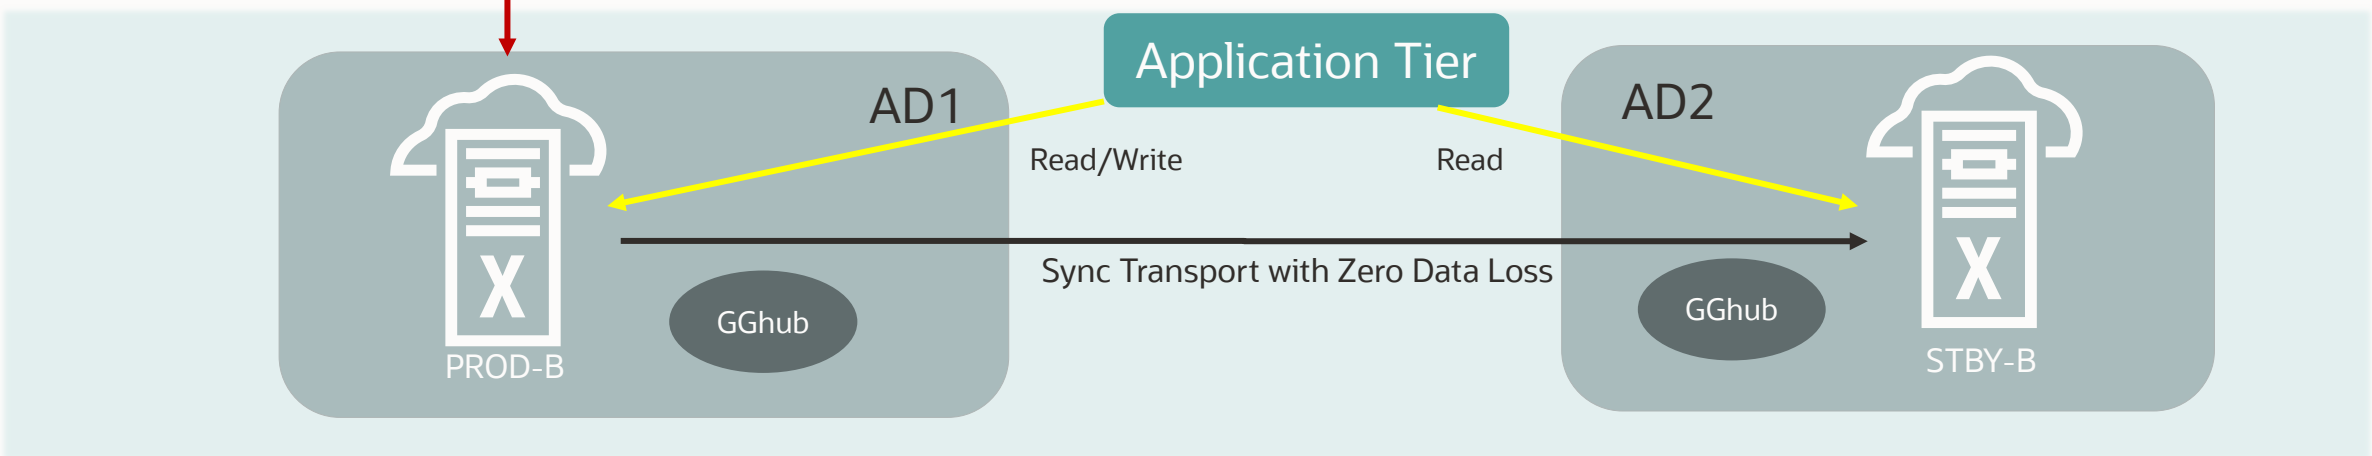 Application Tier
AD1
AD2
Read/Write
Read
Sync Transport with Zero Data Loss
GGhub
GGhub
X
X
PROD-B
STBY-B